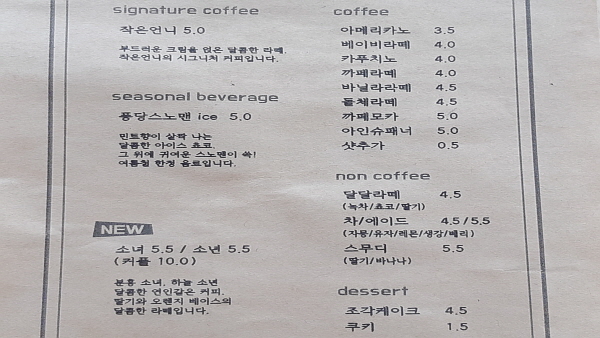 signature coffee
작은언니 5.0
부드러운 크림을 얹은 달콤한 라떼.
작은언니의 시그니처 커피입니다.
seasonal beverage
퐁당스노맨 ice 5.0
민트향이 살짝 나는
달콤한 아이스 쵸코.
그 위에 귀여운 스노맨이 쏙!
여름철 한정 음료입니다.
NEW
소녀 5.5 / 소년 5.5
(커플 10.0)
분홍 소녀, 하늘 소년
달콤한 연인같은 커피.
딸기와 오렌지 베이스의
달콤한 라떼입니다.
coffee
아메리카노 3.5
베이비라떼 4.0
카푸치노 4.0
까페라떼 4.0
바닐라라떼 4.5
돌체라떼 4.5
까페모카 5.0
아인슈패너 5.0
샷추가 0.5
non coffee
달달라떼 4.5
(녹차/쵸코/딸기)
차/에이드 4.5/5.5
(자몽/유자/레몬/생강/베리)
스무디 5.5
(딸기/바나나)
dessert
조각케이크 4.5
쿠키 1.5